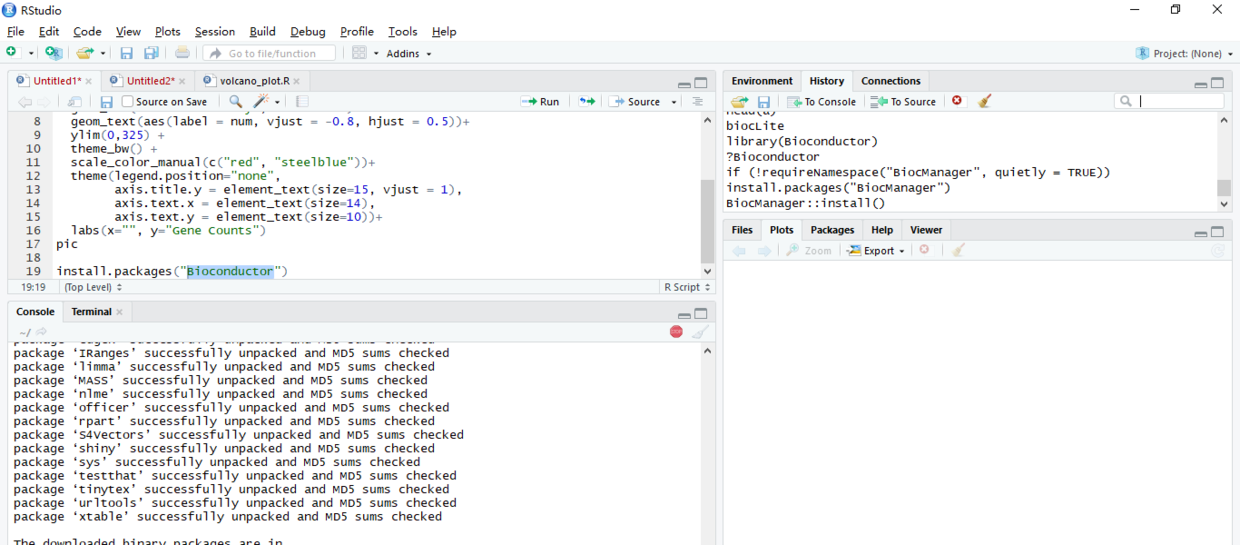 RStudio
File Edit Code View Plots Session Build Debug Profile Tools Help
Go to file/function Addins Project: (None)
Untitled1* Untitled2* volcano_plot.R
Source on Save Run Source
8 geom_text(aes(label = num, vjust = -0.8, hjust = 0.5))+
9 ylim(0,325) +
10 theme_bw() +
11 scale_color_manual(c("red", "steelblue"))+
12 theme(legend.position="none",
13 axis.title.y = element_text(size=15, vjust = 1),
14 axis.text.x = element_text(size=14),
15 axis.text.y = element_text(size=10))+
16 labs(x="", y="Gene Counts")
17 pic
18
19 install.packages("Bioconductor")
19:19 (Top Level) R Script
Console Terminal
~/
package ‘IRanges’ successfully unpacked and MD5 sums checked
package ‘limma’ successfully unpacked and MD5 sums checked
package ‘MASS’ successfully unpacked and MD5 sums checked
package ‘nlme’ successfully unpacked and MD5 sums checked
package ‘officer’ successfully unpacked and MD5 sums checked
package ‘rpart’ successfully unpacked and MD5 sums checked
package ‘S4Vectors’ successfully unpacked and MD5 sums checked
package ‘shiny’ successfully unpacked and MD5 sums checked
package ‘sys’ successfully unpacked and MD5 sums checked
package ‘testthat’ successfully unpacked and MD5 sums checked
package ‘tinytex’ successfully unpacked and MD5 sums checked
package ‘urltools’ successfully unpacked and MD5 sums checked
package ‘xtable’ successfully unpacked and MD5 sums checked
The downloaded binary packages are in
Environment History Connections
To Console To Source
head(a)
biocLite
library(Bioconductor)
?Bioconductor
if (!requireNamespace("BiocManager", quietly = TRUE))
install.packages("BiocManager")
BiocManager::install()
Files Plots Packages Help Viewer
Zoom Export